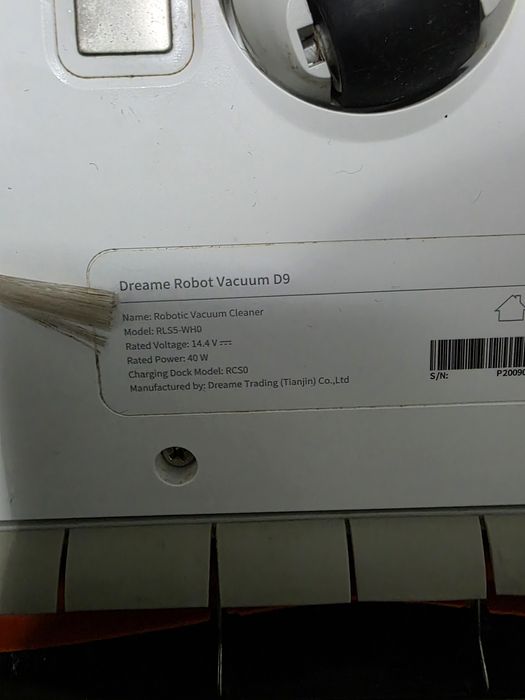 Dreame Robot Vacuum D9
Name: Robotic Vacuum Cleaner
Model: RLS5-WH0
Rated Voltage: 14.4 V ⎓
Rated Power: 40 W
Charging Dock Model: RCS0
Manufactured by: Dreame Trading (Tianjin) Co.,Ltd
S/N: P2009